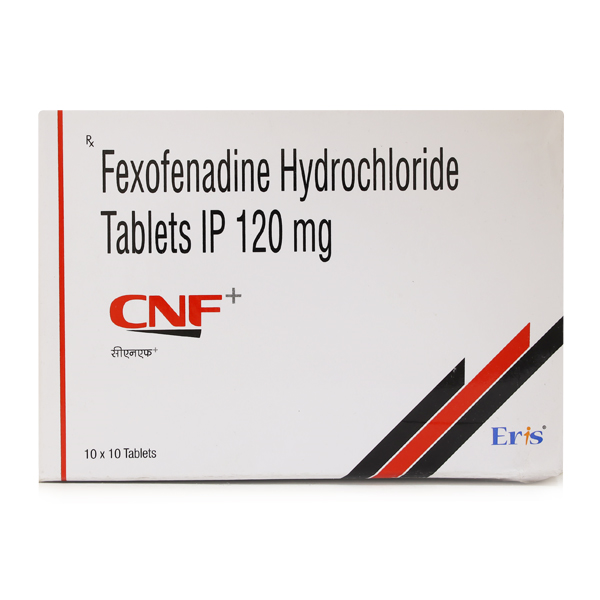 Rx
Fexofenadine Hydrochloride
Tablets IP 120 mg
CNF+
सीएनएफ+
10 x 10 Tablets
Eris®